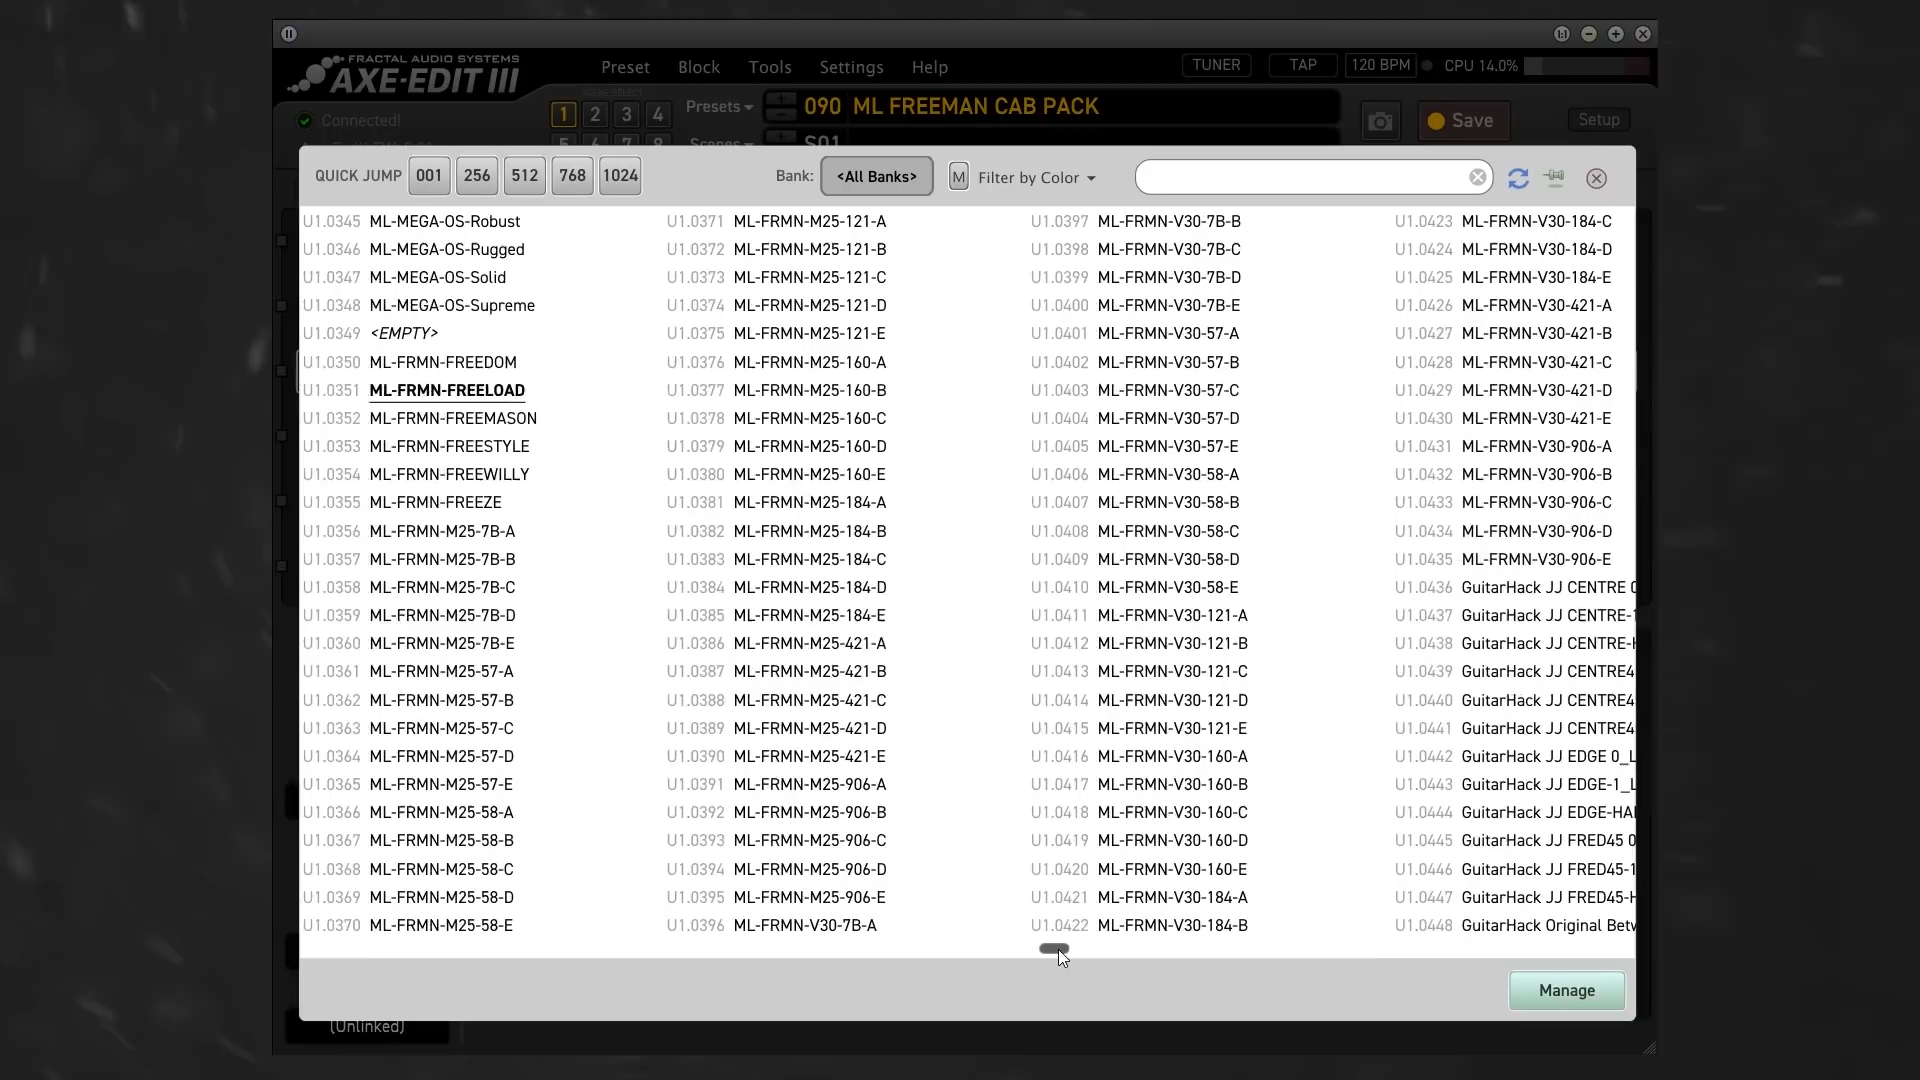 FRACTAL AUDIO SYSTEMS
AXE-EDIT III
Preset Block Tools Settings Help
TUNER TAP 120 BPM CPU 14.0%
Connected!
SCENE SELECT
1 2 3 4
5 6 7 8
Presets
090 ML FREEMAN CAB PACK
Save
Setup
Scenes
S01
QUICK JUMP 001 256 512 768 1024
Bank: <All Banks> M Filter by Color
U1.0345 ML-MEGA-OS-Robust
U1.0346 ML-MEGA-OS-Rugged
U1.0347 ML-MEGA-OS-Solid
U1.0348 ML-MEGA-OS-Supreme
U1.0349 <EMPTY>
U1.0350 ML-FRMN-FREEDOM
U1.0351 ML-FRMN-FREELOAD
U1.0352 ML-FRMN-FREEMASON
U1.0353 ML-FRMN-FREESTYLE
U1.0354 ML-FRMN-FREEWILLY
U1.0355 ML-FRMN-FREEZE
U1.0356 ML-FRMN-M25-7B-A
U1.0357 ML-FRMN-M25-7B-B
U1.0358 ML-FRMN-M25-7B-C
U1.0359 ML-FRMN-M25-7B-D
U1.0360 ML-FRMN-M25-7B-E
U1.0361 ML-FRMN-M25-57-A
U1.0362 ML-FRMN-M25-57-B
U1.0363 ML-FRMN-M25-57-C
U1.0364 ML-FRMN-M25-57-D
U1.0365 ML-FRMN-M25-57-E
U1.0366 ML-FRMN-M25-58-A
U1.0367 ML-FRMN-M25-58-B
U1.0368 ML-FRMN-M25-58-C
U1.0369 ML-FRMN-M25-58-D
U1.0370 ML-FRMN-M25-58-E
U1.0371 ML-FRMN-M25-121-A
U1.0372 ML-FRMN-M25-121-B
U1.0373 ML-FRMN-M25-121-C
U1.0374 ML-FRMN-M25-121-D
U1.0375 ML-FRMN-M25-121-E
U1.0376 ML-FRMN-M25-160-A
U1.0377 ML-FRMN-M25-160-B
U1.0378 ML-FRMN-M25-160-C
U1.0379 ML-FRMN-M25-160-D
U1.0380 ML-FRMN-M25-160-E
U1.0381 ML-FRMN-M25-184-A
U1.0382 ML-FRMN-M25-184-B
U1.0383 ML-FRMN-M25-184-C
U1.0384 ML-FRMN-M25-184-D
U1.0385 ML-FRMN-M25-184-E
U1.0386 ML-FRMN-M25-421-A
U1.0387 ML-FRMN-M25-421-B
U1.0388 ML-FRMN-M25-421-C
U1.0389 ML-FRMN-M25-421-D
U1.0390 ML-FRMN-M25-421-E
U1.0391 ML-FRMN-M25-906-A
U1.0392 ML-FRMN-M25-906-B
U1.0393 ML-FRMN-M25-906-C
U1.0394 ML-FRMN-M25-906-D
U1.0395 ML-FRMN-M25-906-E
U1.0396 ML-FRMN-V30-7B-A
U1.0397 ML-FRMN-V30-7B-B
U1.0398 ML-FRMN-V30-7B-C
U1.0399 ML-FRMN-V30-7B-D
U1.0400 ML-FRMN-V30-7B-E
U1.0401 ML-FRMN-V30-57-A
U1.0402 ML-FRMN-V30-57-B
U1.0403 ML-FRMN-V30-57-C
U1.0404 ML-FRMN-V30-57-D
U1.0405 ML-FRMN-V30-57-E
U1.0406 ML-FRMN-V30-58-A
U1.0407 ML-FRMN-V30-58-B
U1.0408 ML-FRMN-V30-58-C
U1.0409 ML-FRMN-V30-58-D
U1.0410 ML-FRMN-V30-58-E
U1.0411 ML-FRMN-V30-121-A
U1.0412 ML-FRMN-V30-121-B
U1.0413 ML-FRMN-V30-121-C
U1.0414 ML-FRMN-V30-121-D
U1.0415 ML-FRMN-V30-121-E
U1.0416 ML-FRMN-V30-160-A
U1.0417 ML-FRMN-V30-160-B
U1.0418 ML-FRMN-V30-160-C
U1.0419 ML-FRMN-V30-160-D
U1.0420 ML-FRMN-V30-160-E
U1.0421 ML-FRMN-V30-184-A
U1.0422 ML-FRMN-V30-184-B
U1.0423 ML-FRMN-V30-184-C
U1.0424 ML-FRMN-V30-184-D
U1.0425 ML-FRMN-V30-184-E
U1.0426 ML-FRMN-V30-421-A
U1.0427 ML-FRMN-V30-421-B
U1.0428 ML-FRMN-V30-421-C
U1.0429 ML-FRMN-V30-421-D
U1.0430 ML-FRMN-V30-421-E
U1.0431 ML-FRMN-V30-906-A
U1.0432 ML-FRMN-V30-906-B
U1.0433 ML-FRMN-V30-906-C
U1.0434 ML-FRMN-V30-906-D
U1.0435 ML-FRMN-V30-906-E
U1.0436 GuitarHack JJ CENTRE 0
U1.0437 GuitarHack JJ CENTRE-1
U1.0438 GuitarHack JJ CENTRE-H
U1.0439 GuitarHack JJ CENTRE4
U1.0440 GuitarHack JJ CENTRE4
U1.0441 GuitarHack JJ CENTRE4
U1.0442 GuitarHack JJ EDGE 0_L
U1.0443 GuitarHack JJ EDGE-1_L
U1.0444 GuitarHack JJ EDGE-HA
U1.0445 GuitarHack JJ FRED45 0
U1.0446 GuitarHack JJ FRED45-1
U1.0447 GuitarHack JJ FRED45-H
U1.0448 GuitarHack Original Betw
Manage
(Unlinked)